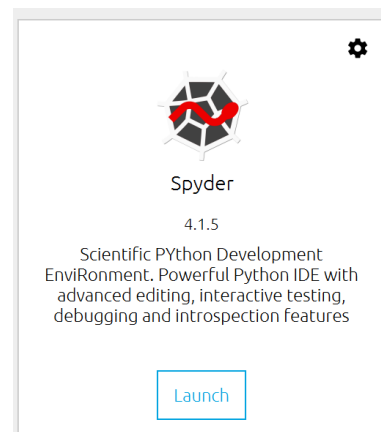 Spyder
4.1.5
Scientific PYthon Development
EnviRonment. Powerful Python IDE with
advanced editing, interactive testing,
debugging and introspection features
Launch